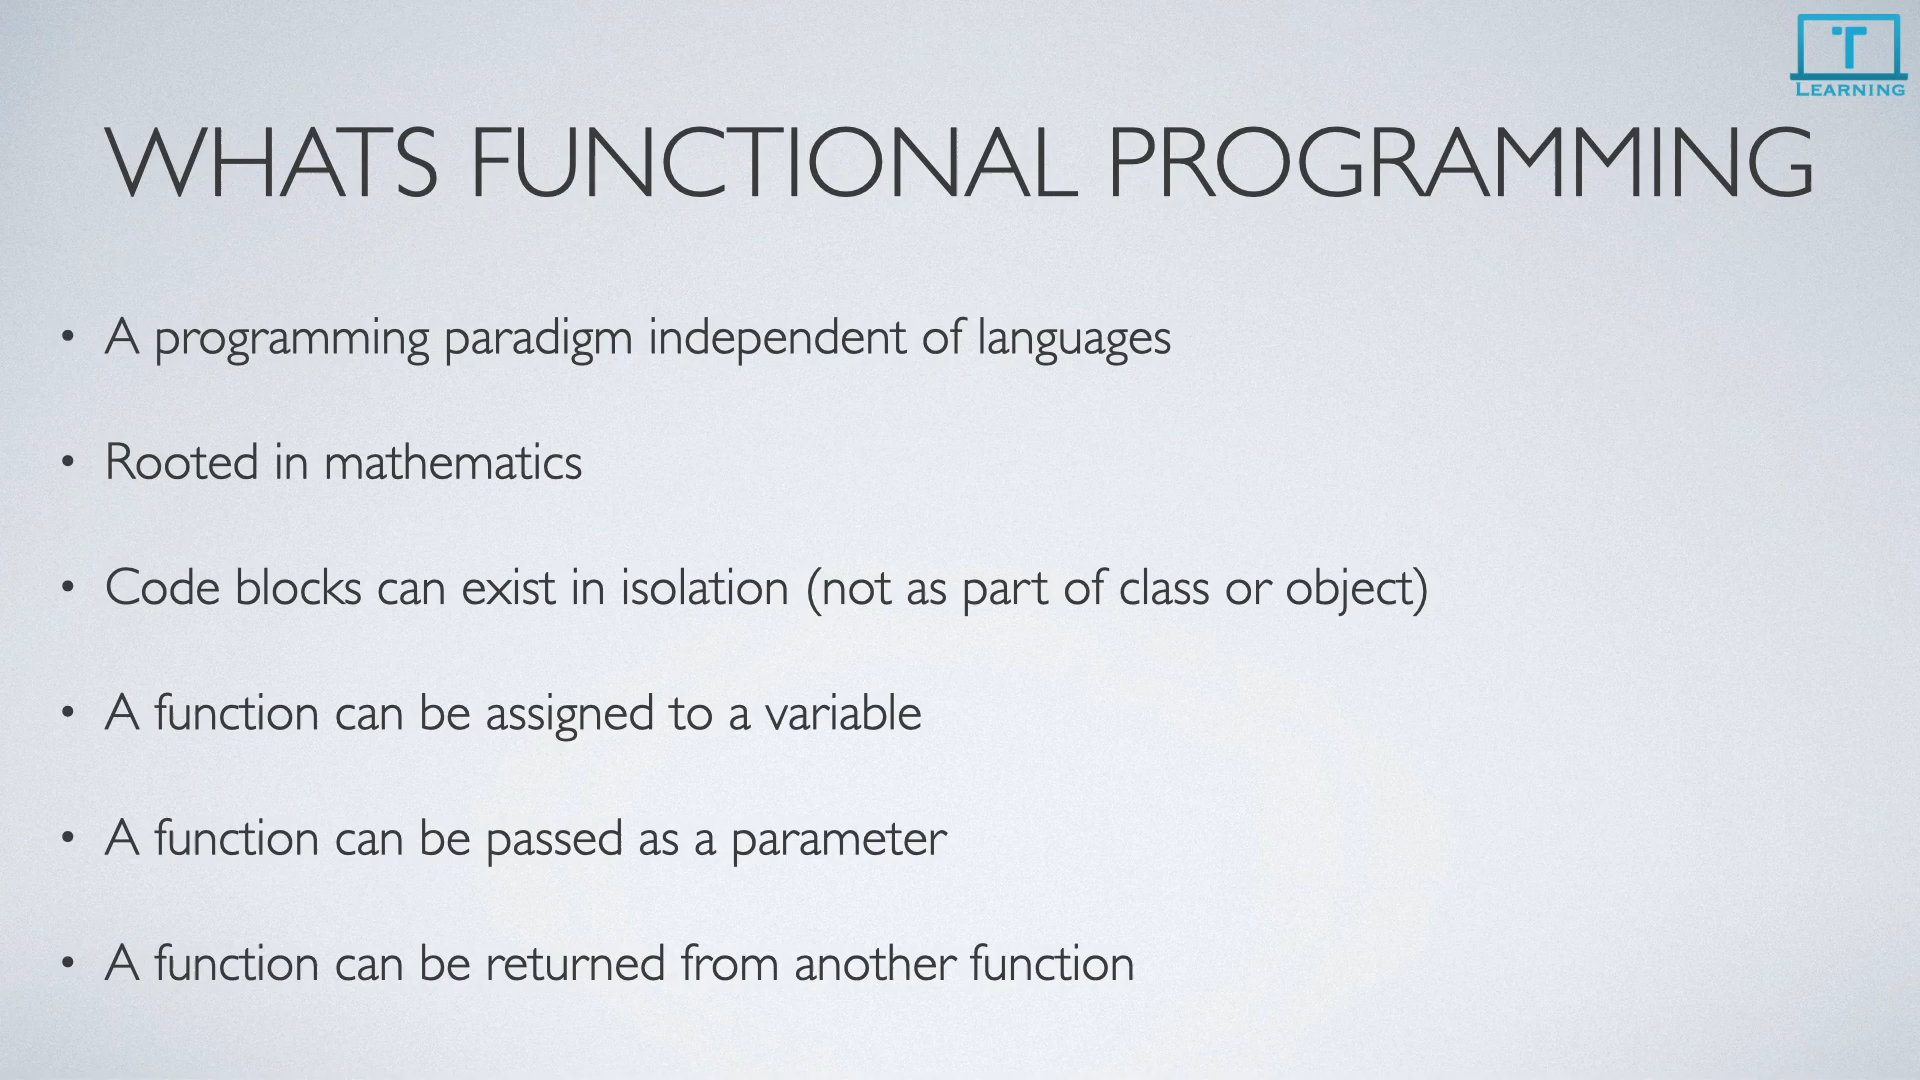 T
LEARNING
WHATS FUNCTIONAL PROGRAMMING
• A programming paradigm independent of languages
• Rooted in mathematics
• Code blocks can exist in isolation (not as part of class or object)
• A function can be assigned to a variable
• A function can be passed as a parameter
• A function can be returned from another function